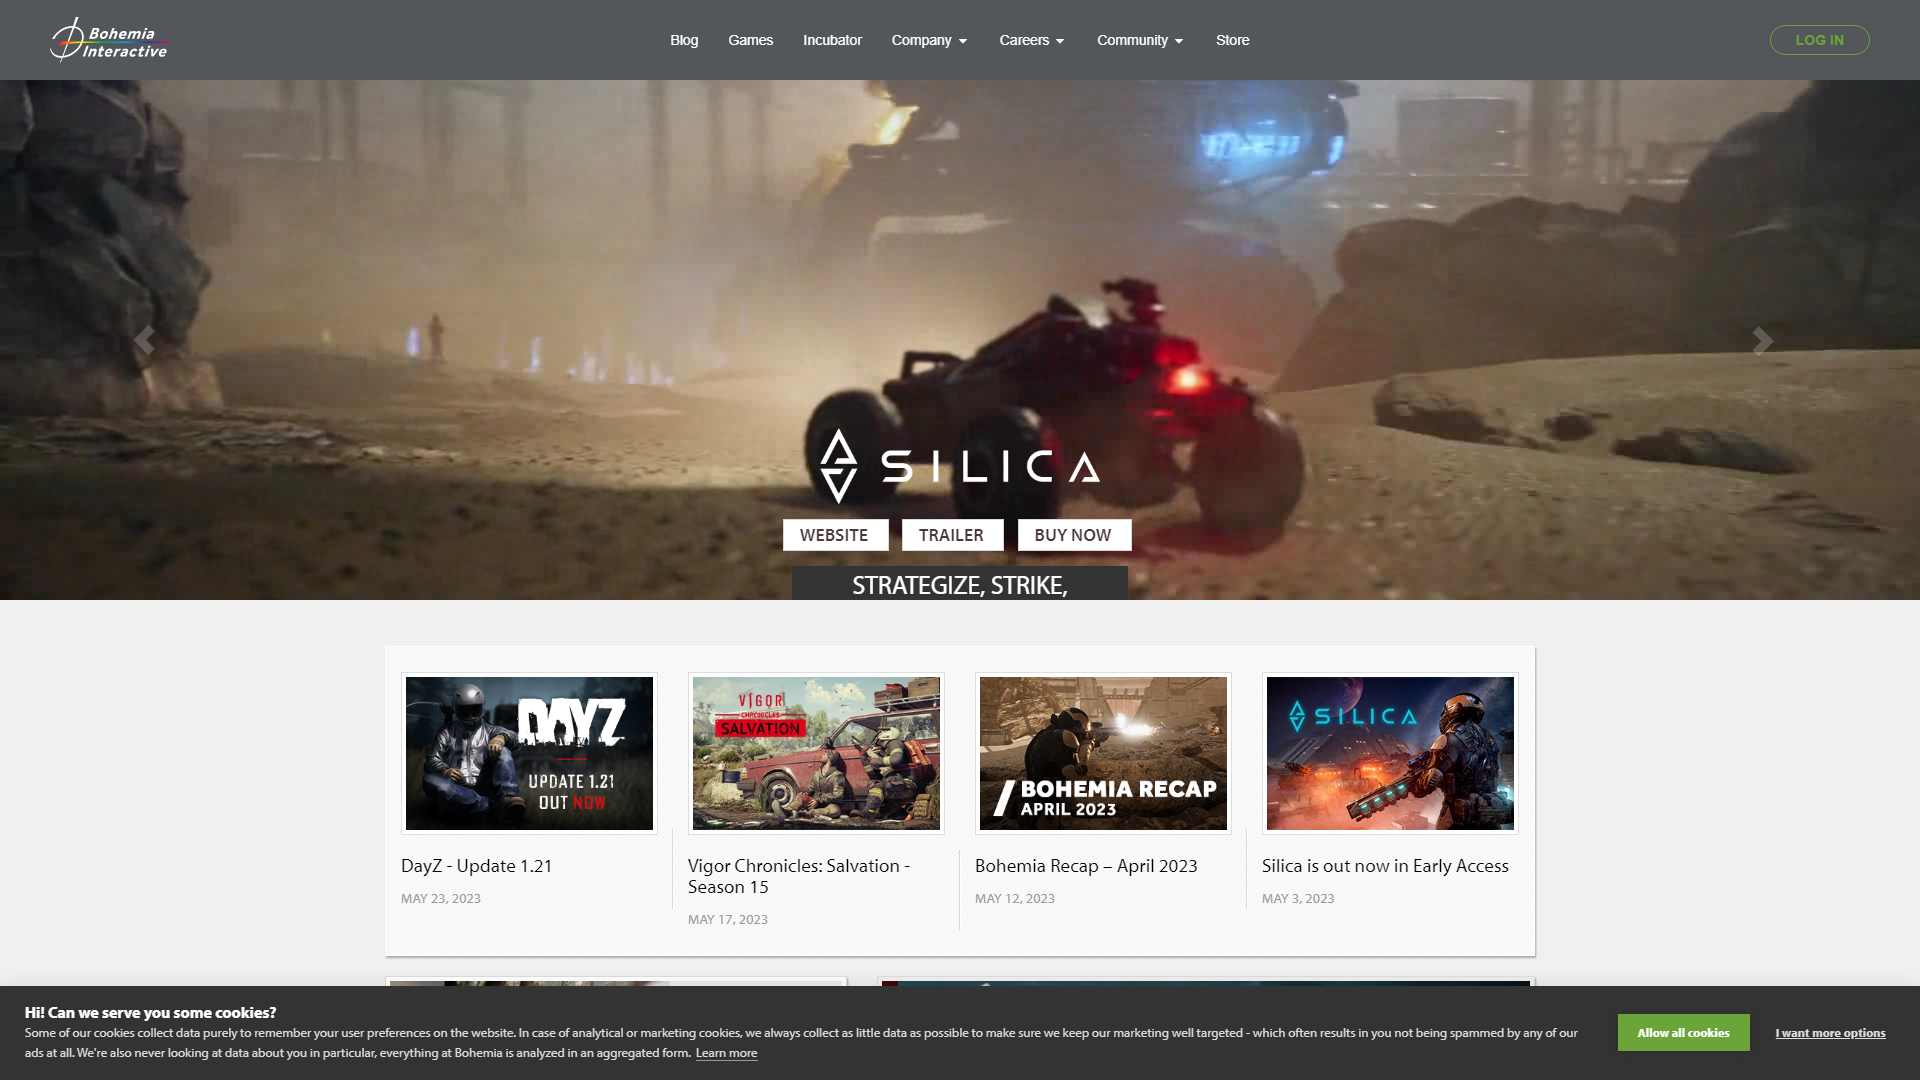 Bohemia
Interactive
Blog
Games
Incubator
Company
Careers
Community
Store
LOG IN
SILICA
WEBSITE
TRAILER
BUY NOW
STRATEGIZE, STRIKE,
DAYZ
UPDATE 1.21
OUT NOW
VIGOR
CHRONICLES
SALVATION
BOHEMIA RECAP
APRIL 2023
SILICA
DayZ - Update 1.21
MAY 23, 2023
Vigor Chronicles: Salvation -
Season 15
MAY 17, 2023
Bohemia Recap – April 2023
MAY 12, 2023
Silica is out now in Early Access
MAY 3, 2023
Hi! Can we serve you some cookies?
Some of our cookies collect data purely to remember your user preferences on the website. In case of analytical or marketing cookies, we always collect as little data as possible to make sure we keep our marketing well targeted - which often results in you not being spammed by any of our
ads at all. We're also never looking at data about you in particular, everything at Bohemia is analyzed in an aggregated form. Learn more
Allow all cookies
I want more options